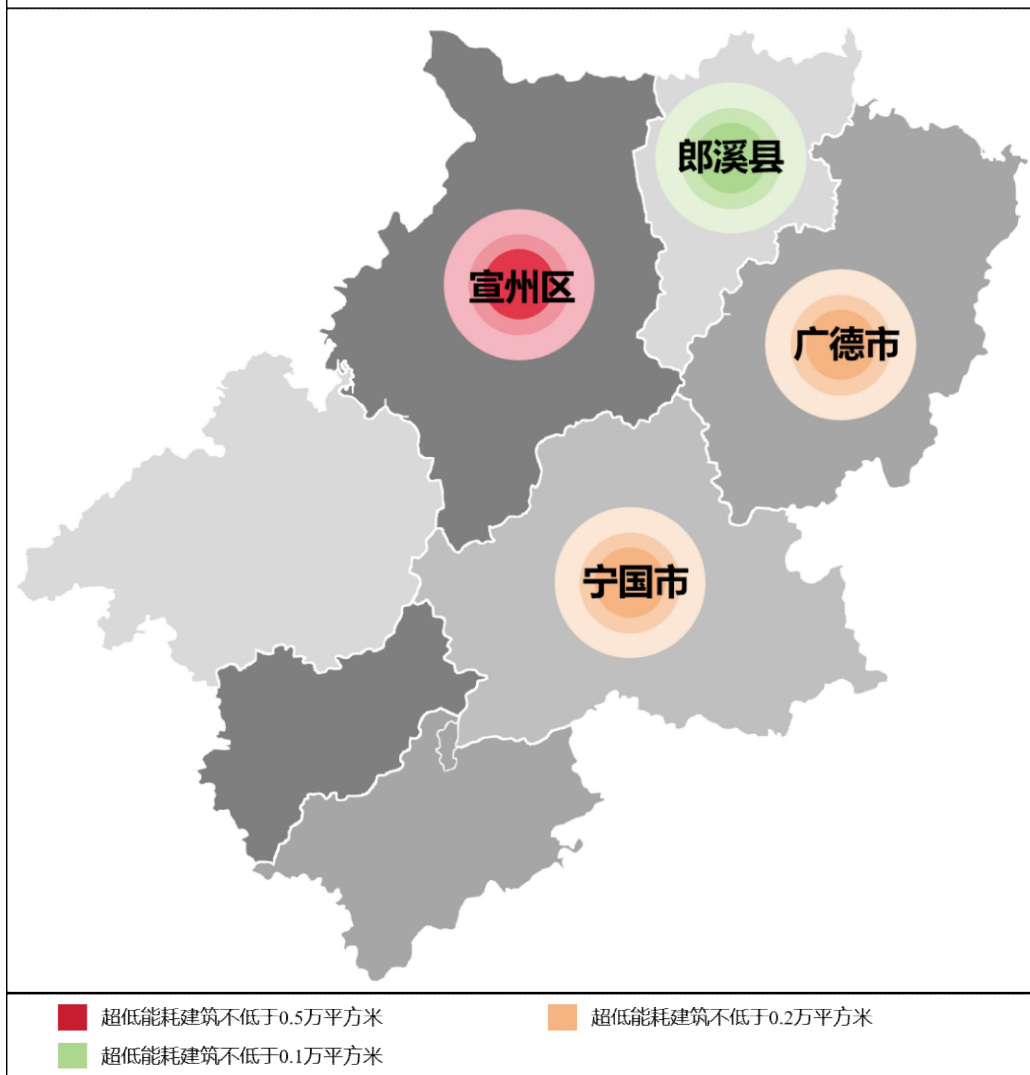 郎溪县
宣州区
广德市
宁国市
超低能耗建筑不低于0.5万平方米
超低能耗建筑不低于0.2万平方米
超低能耗建筑不低于0.1万平方米